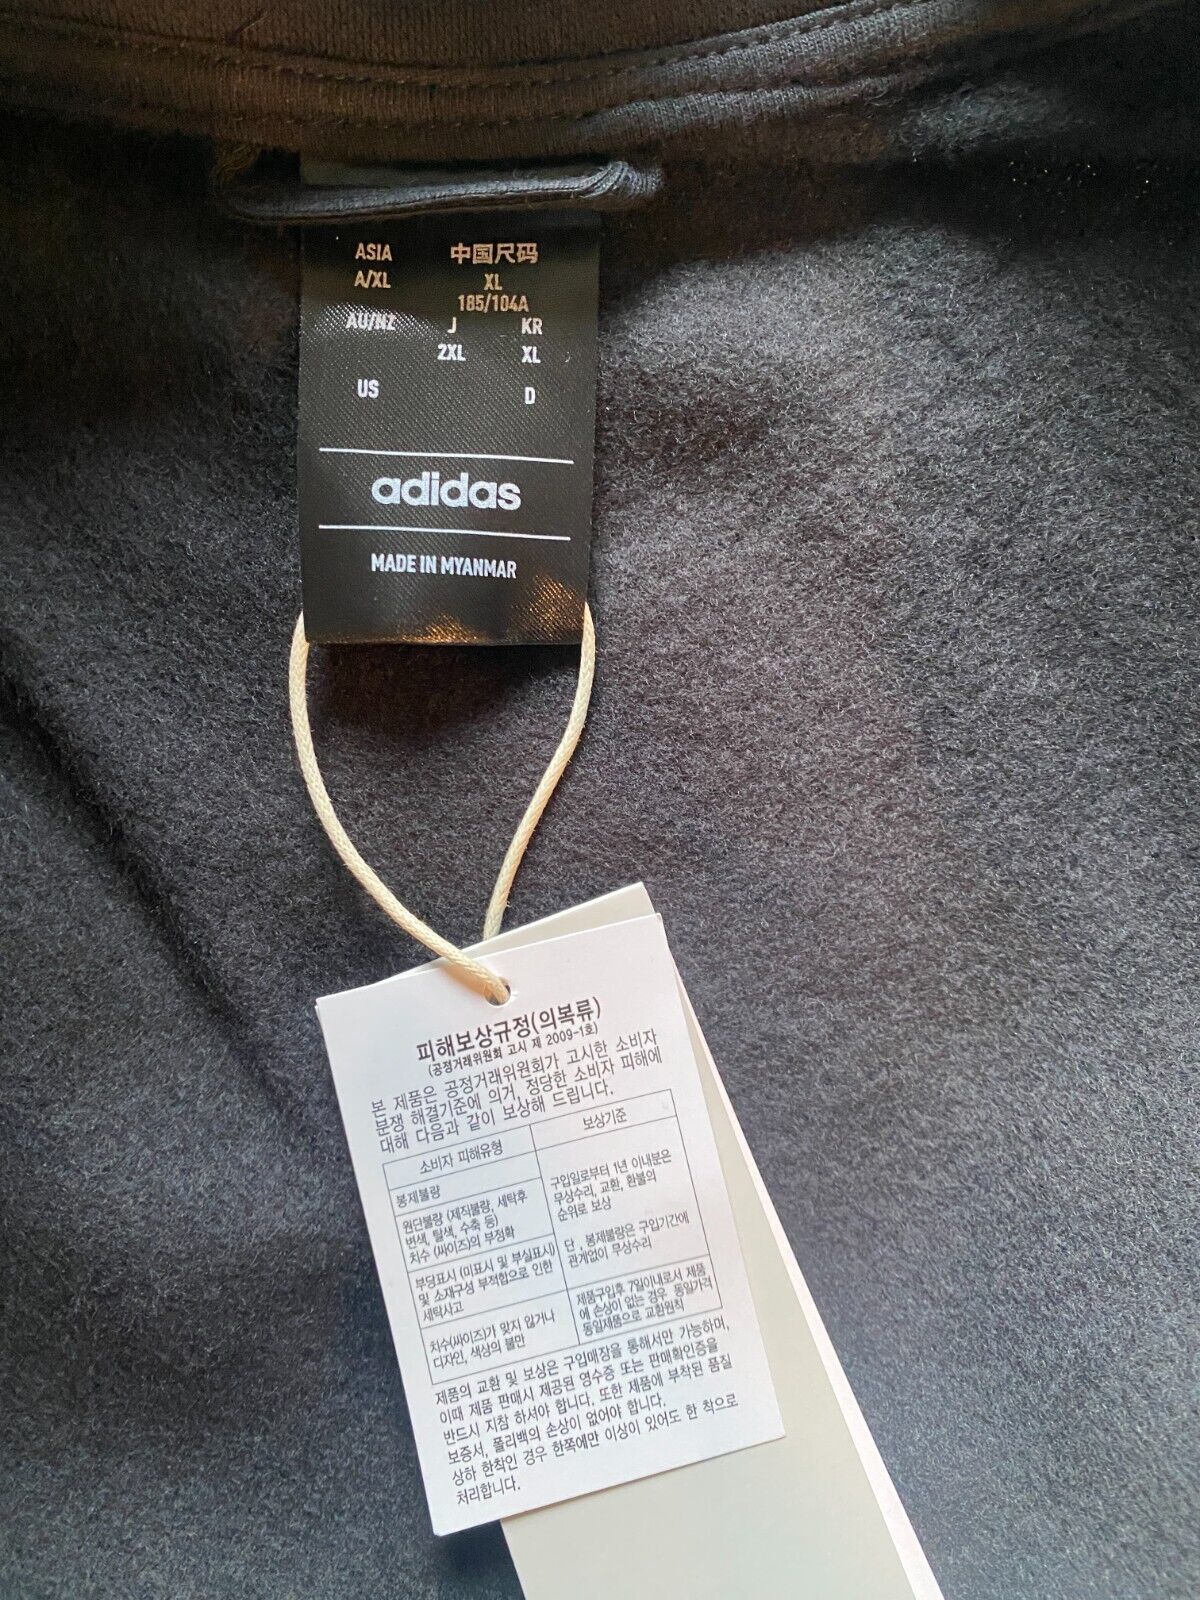 ASIA 中国尺码
A/XL XL
185/104A
AU/NZ J KR
2XL XL
US D
adidas
MADE IN MYANMAR
피해보상규정(의복류)
(공정거래위원회 고시 제 2009-1호)
본 제품은 공정거래위원회가 고시한 소비자
분쟁 해결기준에 의거, 정당한 소비자 피해에
대해 다음과 같이 보상해 드립니다.
소비자 피해유형 보상기준
봉제불량
원단불량 (제직불량, 세탁후
변색, 탈색, 수축 등)
치수 (싸이즈)의 부정확
부당표시 (미표시 및 부실표시)
및 소재구성 부적합으로 인한
세탁사고
구입일로부터 1년 이내분은
무상수리, 교환, 환불의
순위로 보상
단, 봉제불량은 구입기간에
관계없이 무상수리
치수(싸이즈)가 맞지 않거나
디자인, 색상의 불만
제품구입후 7일이내로서 제품
에 손상이 없는 경우 동일가격
동일제품으로 교환원칙
제품의 교환 및 보상은 구입매장을 통해서만 가능하며,
이때 제품 판매시 제공된 영수증 또는 판매확인증을
반드시 지참 하셔야 합니다. 또한 제품에 부착된 품질
보증서, 폴리백의 손상이 없어야 합니다.
상하 한착인 경우 한쪽에만 이상이 있어도 한 착으로
처리합니다.